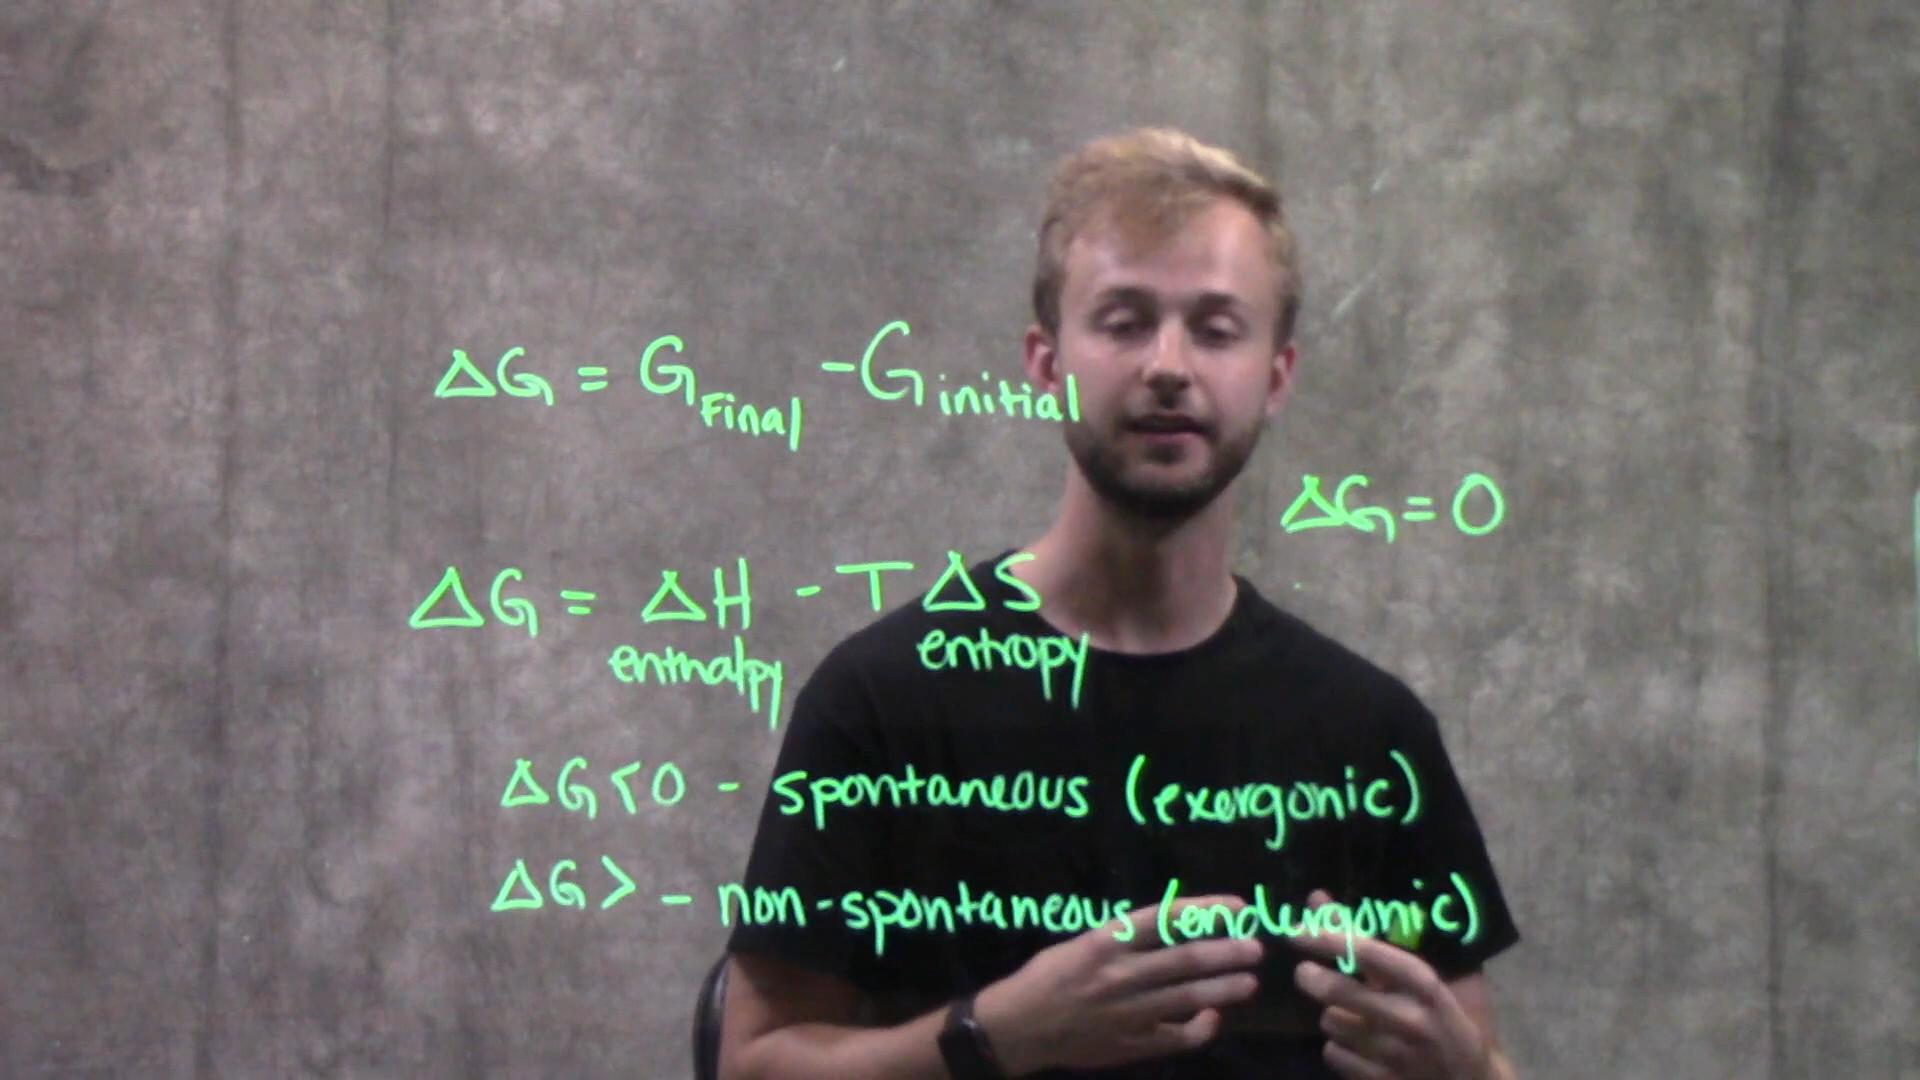 ΔG = G Final - G initial
ΔG = 0
ΔG = ΔH - TΔS
enthalpy entropy
ΔG < 0 - spontaneous (exergonic)
ΔG > - non-spontaneous (endergonic)